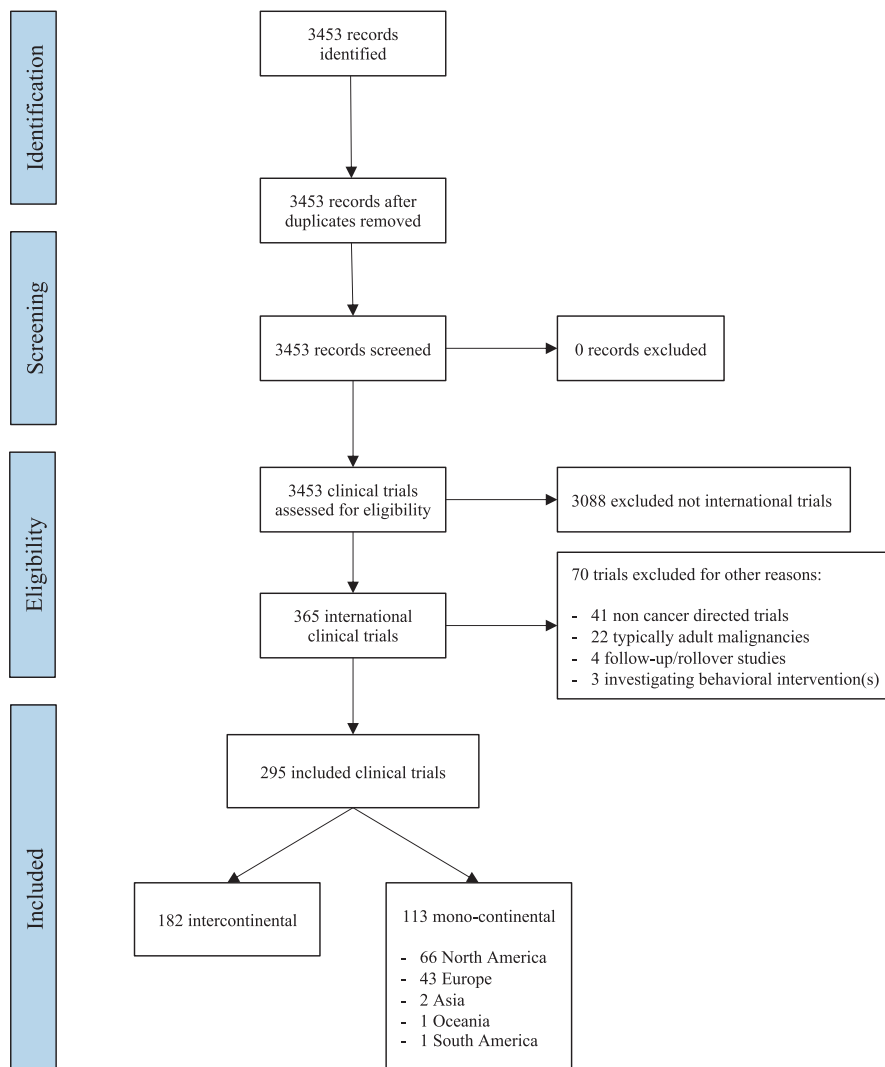 Identification
3453 records
identified
3453 records after
duplicates removed
Screening
3453 records screened
0 records excluded
Eligibility
3453 clinical trials
assessed for eligibility
3088 excluded not international trials
365 international
clinical trials
70 trials excluded for other reasons:
- 41 non cancer directed trials
- 22 typically adult malignancies
- 4 follow-up/rollover studies
- 3 investigating behavioral intervention(s)
Included
295 included clinical trials
182 intercontinental
113 mono-continental
- 66 North America
- 43 Europe
- 2 Asia
- 1 Oceania
- 1 South America